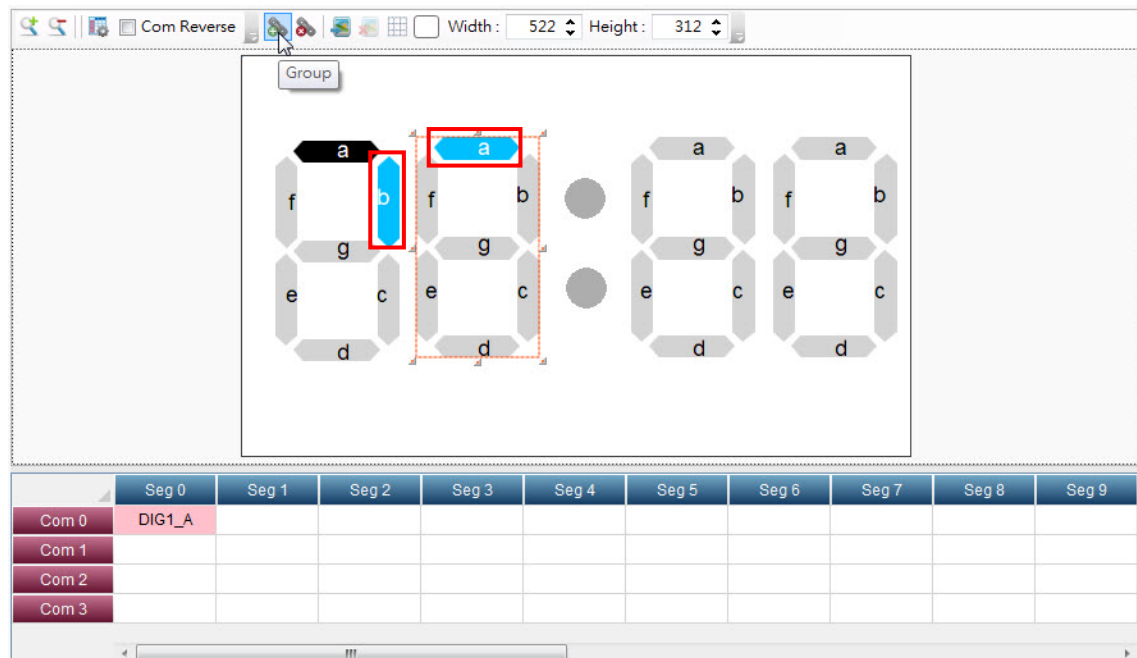 Com Reverse Width : 522 Height : 312
Group
a a a a
f b f b f b f b
g g g g
e c e c e c e c
d d d d
Seg 0 Seg 1 Seg 2 Seg 3 Seg 4 Seg 5 Seg 6 Seg 7 Seg 8 Seg 9
Com 0 DIG1_A
Com 1
Com 2
Com 3